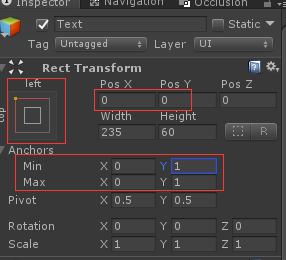 Inspector Navigation Occlusion
Text Static
Tag Untagged Layer UI
Rect Transform
left Pos X Pos Y Pos Z
top 0 0 0
Width Height
235 60 R
Anchors
Min X 0 Y 1
Max X 0 Y 1
Pivot X 0.5 Y 0.5
Rotation X 0 Y 0 Z 0
Scale X 1 Y 1 Z 1